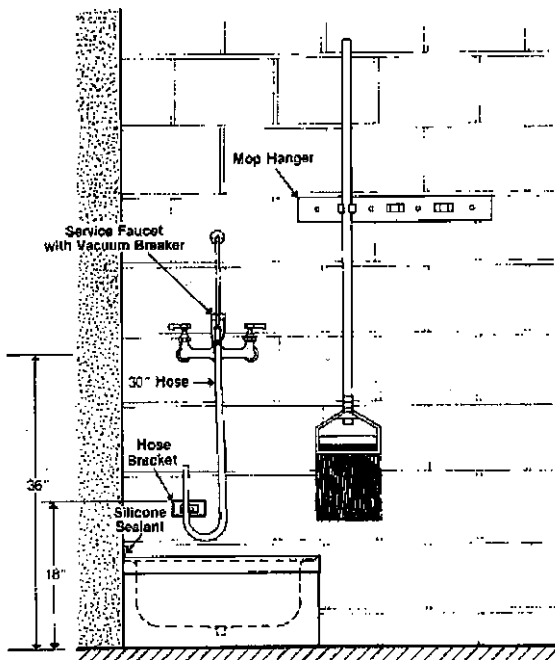 Mop Hanger
Service Faucet
with Vacuum Breaker
30" Hose
Hose
Bracket
36"
Silicone
Sealant
18"